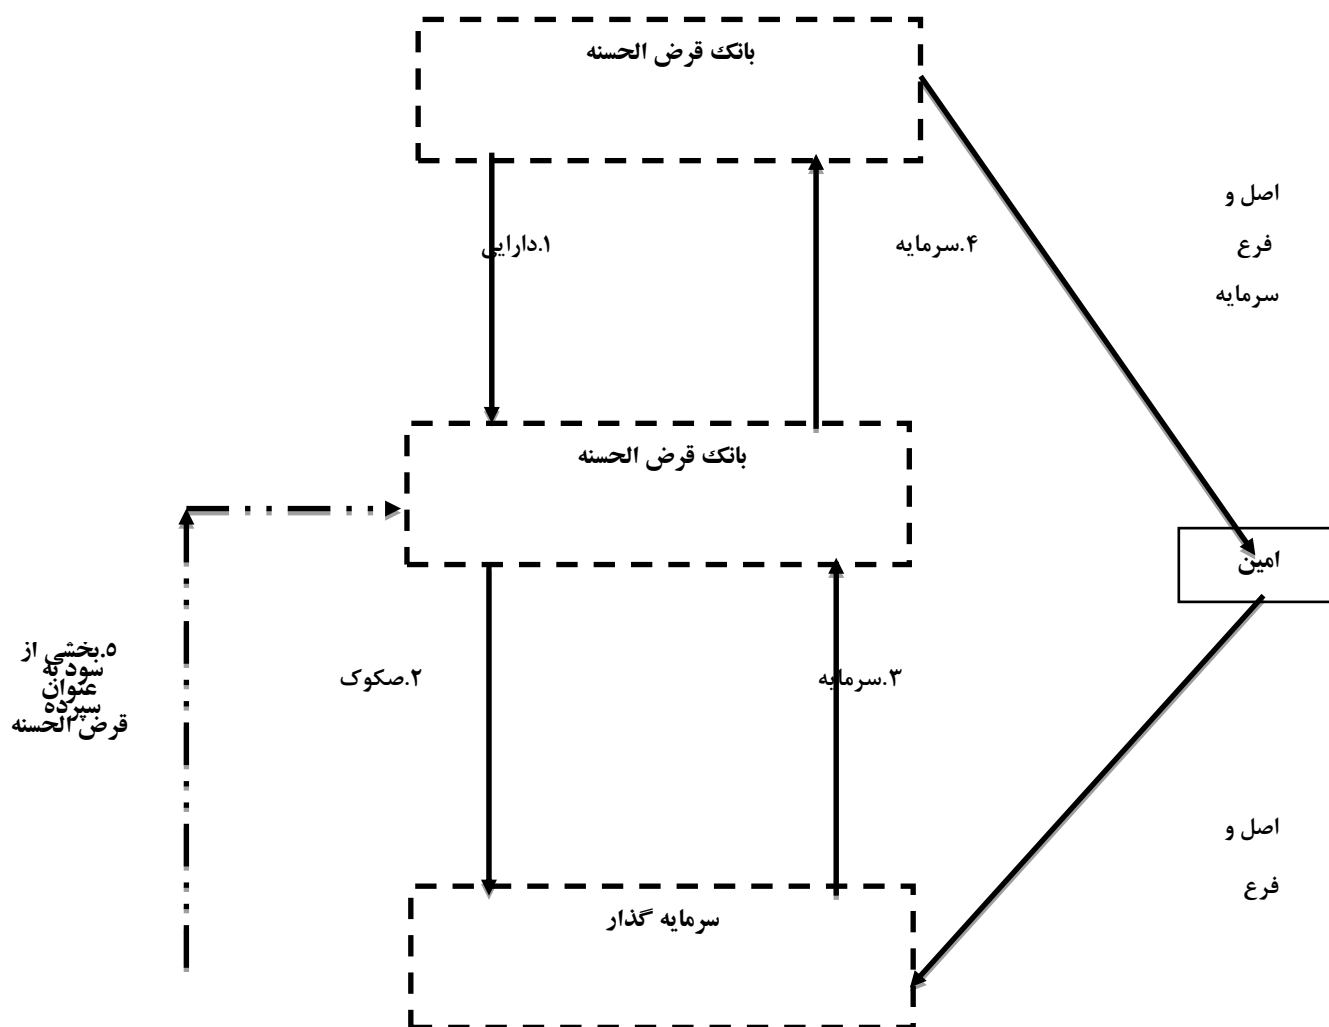 بانک قرض الحسنه
اصل و
فرع
سرمایه
۴.سرمایه
۱.دارایی
بانک قرض الحسنه
امین
۵.بخشی از
سود به
عنوان
سپرده
قرض الحسنه
۳.سرمایه
۲.صکوک
اصل و
فرع
سرمایه گذار